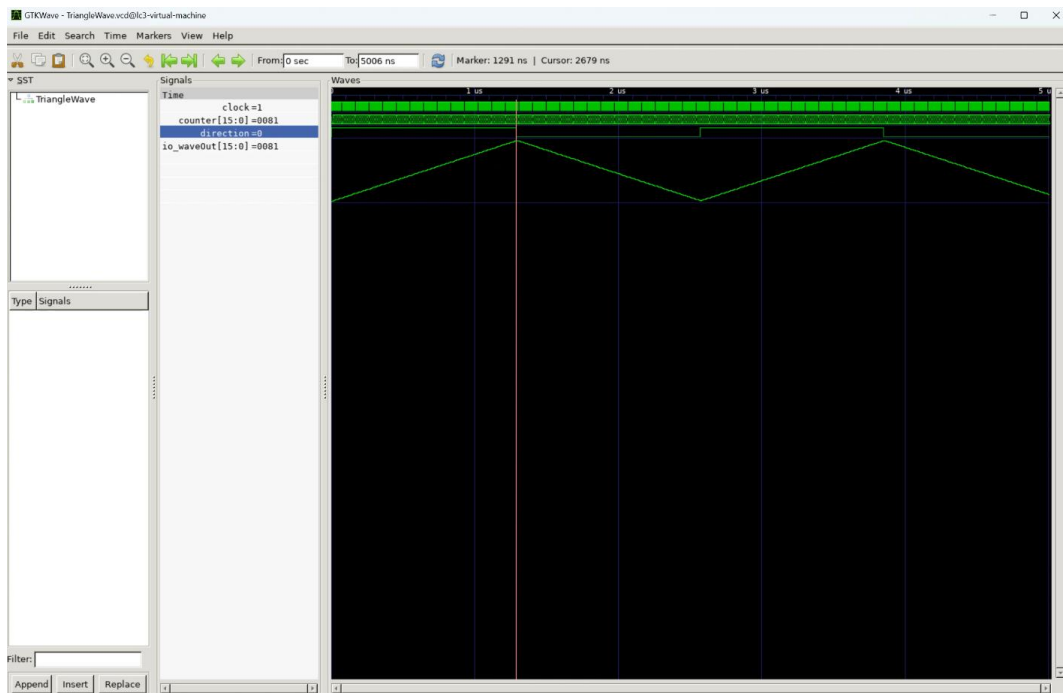 GTKWave - TriangleWave.vcd@lc3-virtual-machine
File Edit Search Time Markers View Help
From: 0 sec To: 5006 ns Marker: 1291 ns | Cursor: 2679 ns
SST
TriangleWave
Type Signals
Filter:
Append Insert Replace
Signals
Time
clock=1
counter[15:0]=0081
direction=0
io_waveOut[15:0]=0081
Waves
1 us 2 us 3 us 4 us 5 u